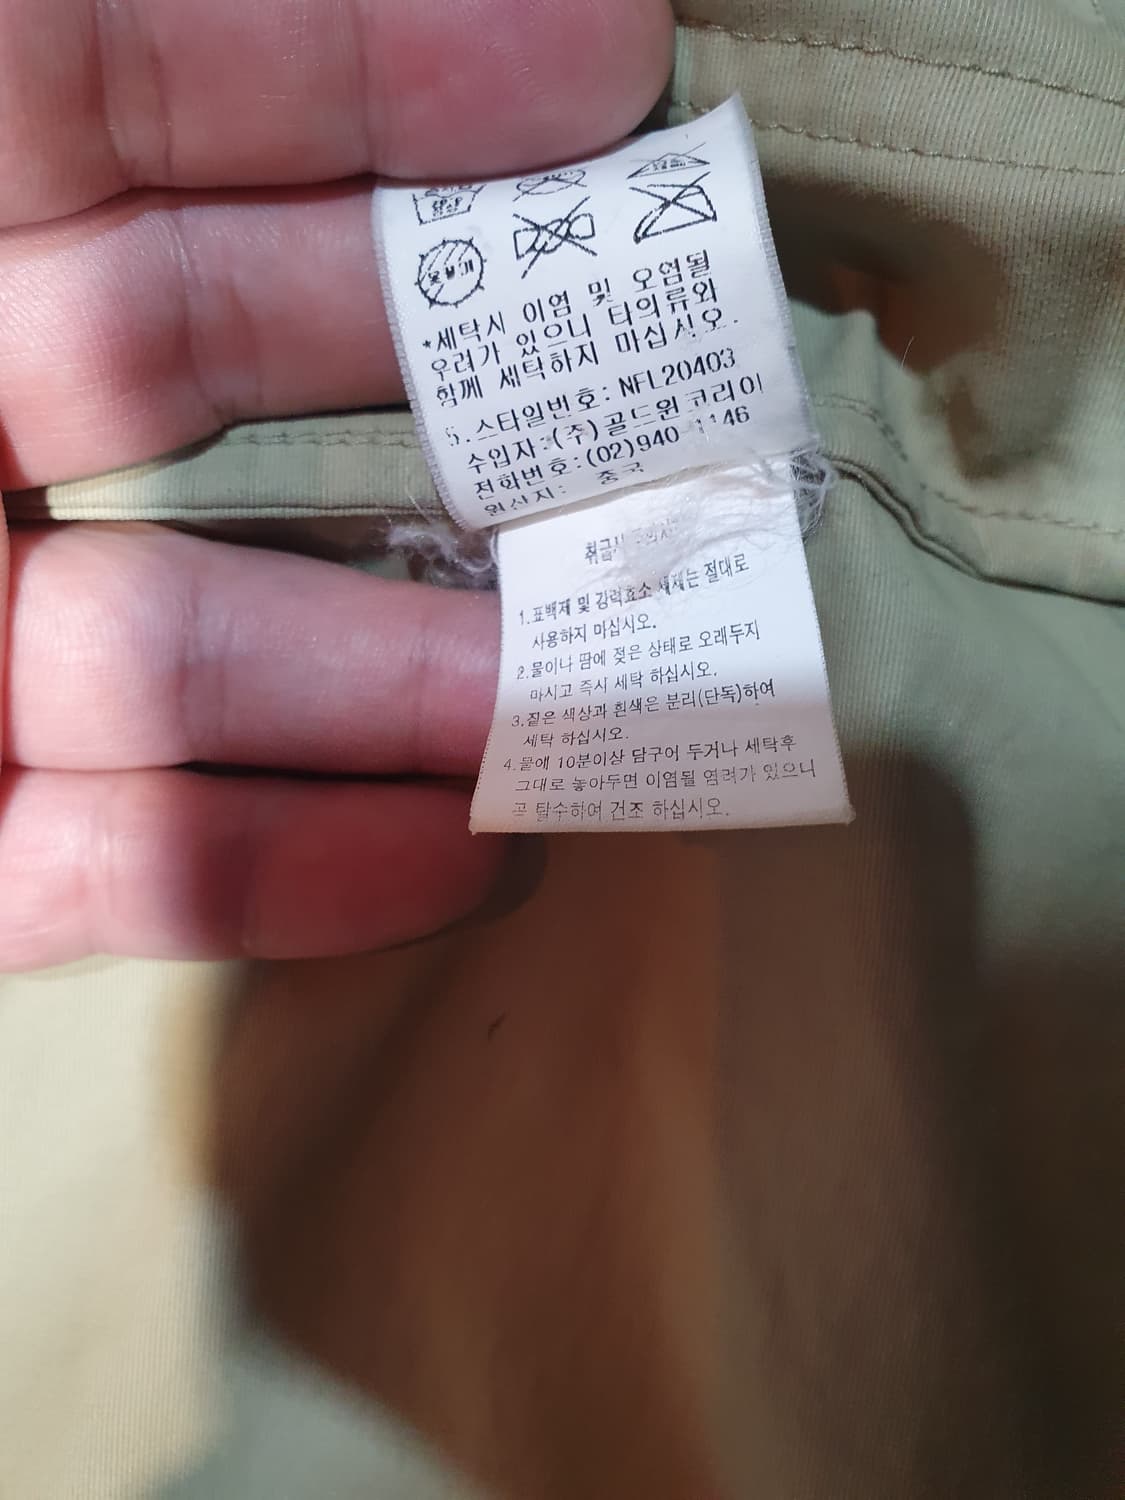 *세탁시 이염 및 오염될
우려가 있으니 타의류와
함께 세탁하지 마십시오.
5.스타일번호: NFL20403
수입자:(주)골드윈코리아
전화번호:(02)940-1146
원산지: 중국
1.표백제 및 강력효소 세제는 절대로
사용하지 마십시오.
2.물이나 땀에 젖은 상태로 오래두지
마시고 즉시 세탁 하십시오.
3.짙은 색상과 흰색은 분리(단독)하여
세탁 하십시오.
4.물에 10분이상 담구어 두거나 세탁후
그대로 놓아두면 이염될 염려가 있으니
곧 탈수하여 건조 하십시오.